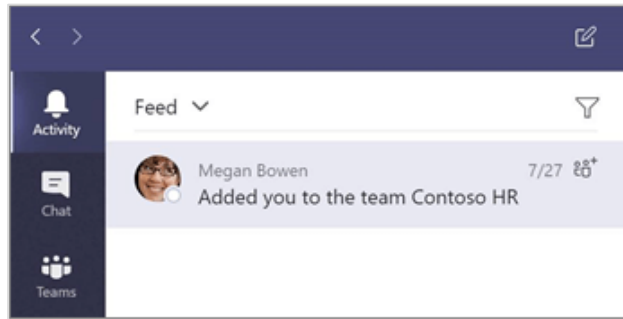 Activity
Chat
Teams
Feed
Megan Bowen 7/27
Added you to the team Contoso HR